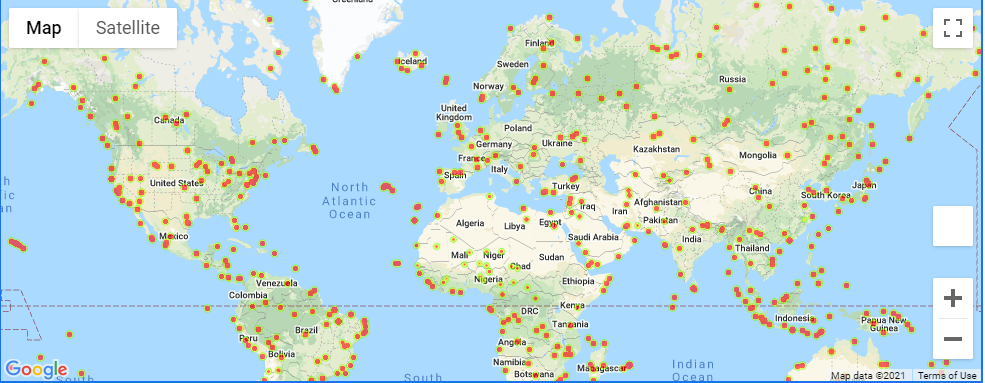 Map
Satellite
Greenland
Iceland
Finland
Sweden
Norway
Russia
Canada
United
Kingdom
Poland
Germany
Ukraine
Kazakhstan
Mongolia
France
Italy
Spain
Turkey
United States
North
Atlantic
Ocean
China
South Korea
Japan
Afghanistan
Iraq
Iran
Pakistan
Algeria
Libya
Egypt
Saudi Arabia
India
Mexico
Mali
Niger
Chad
Sudan
Thailand
Nigeria
Ethiopia
Venezuela
Colombia
DRC
Kenya
Tanzania
Indonesia
Papua New
Guinea
Brazil
Peru
Bolivia
Angola
Namibia
Botswana
Madagascar
Indian
Ocean
South
South
Google
Map data ©2021
Terms of Use